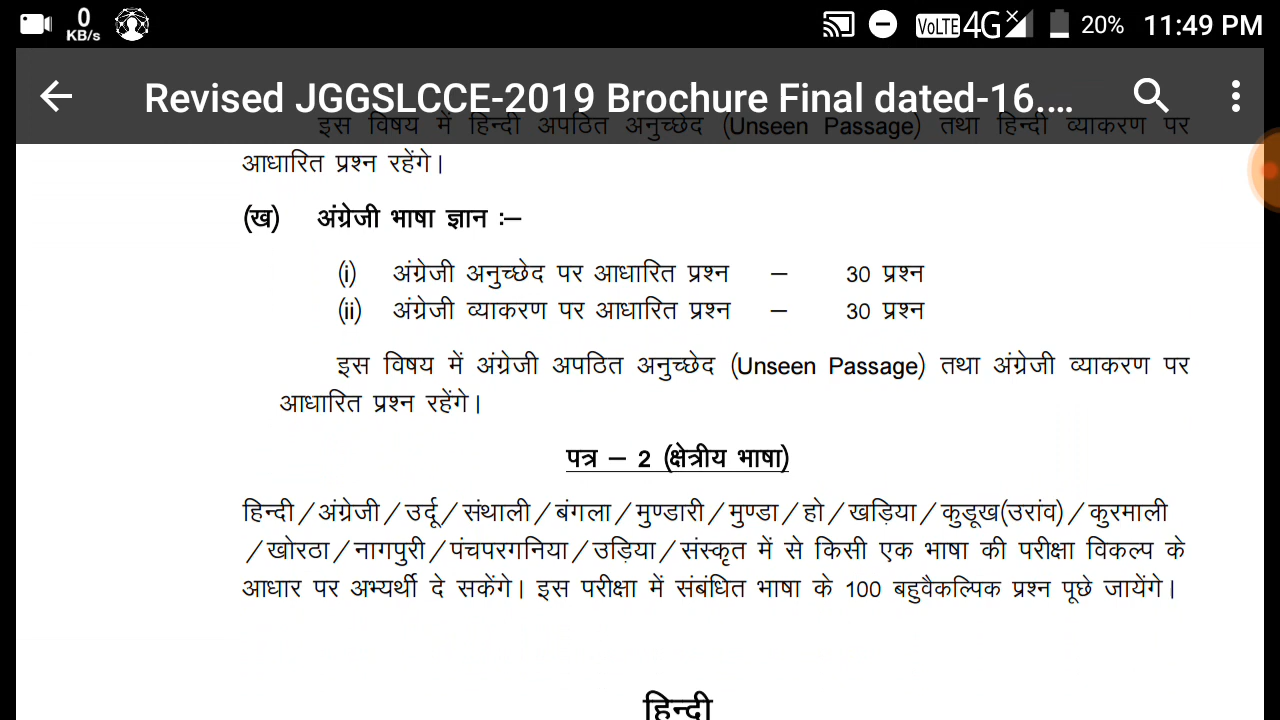 0
KB/s
VoLTE 4G 20% 11:49 PM
Revised JGGSLCCE-2019 Brochure Final dated-16....
इस विषय में हिन्दी अपठित अनुच्छेद (Unseen Passage) तथा हिन्दी व्याकरण पर
आधारित प्रश्न रहेंगे।
(ख) अंग्रेजी भाषा ज्ञान :–
(i) अंग्रेजी अनुच्छेद पर आधारित प्रश्न – 30 प्रश्न
(ii) अंग्रेजी व्याकरण पर आधारित प्रश्न – 30 प्रश्न
इस विषय में अंग्रेजी अपठित अनुच्छेद (Unseen Passage) तथा अंग्रेजी व्याकरण पर
आधारित प्रश्न रहेंगे।
पत्र – 2 (क्षेत्रीय भाषा)
हिन्दी/अंग्रेजी/उर्दू/संथाली/बंगला/मुण्डारी/मुण्डा/हो/खड़िया/कुडूख(उरांव)/कुरमाली
/खोरठा/नागपुरी/पंचपरगनिया/उड़िया/संस्कृत में से किसी एक भाषा की परीक्षा विकल्प के
आधार पर अभ्यर्थी दे सकेंगे। इस परीक्षा में संबंधित भाषा के 100 बहुवैकल्पिक प्रश्न पूछे जायेंगे।
हिन्दी